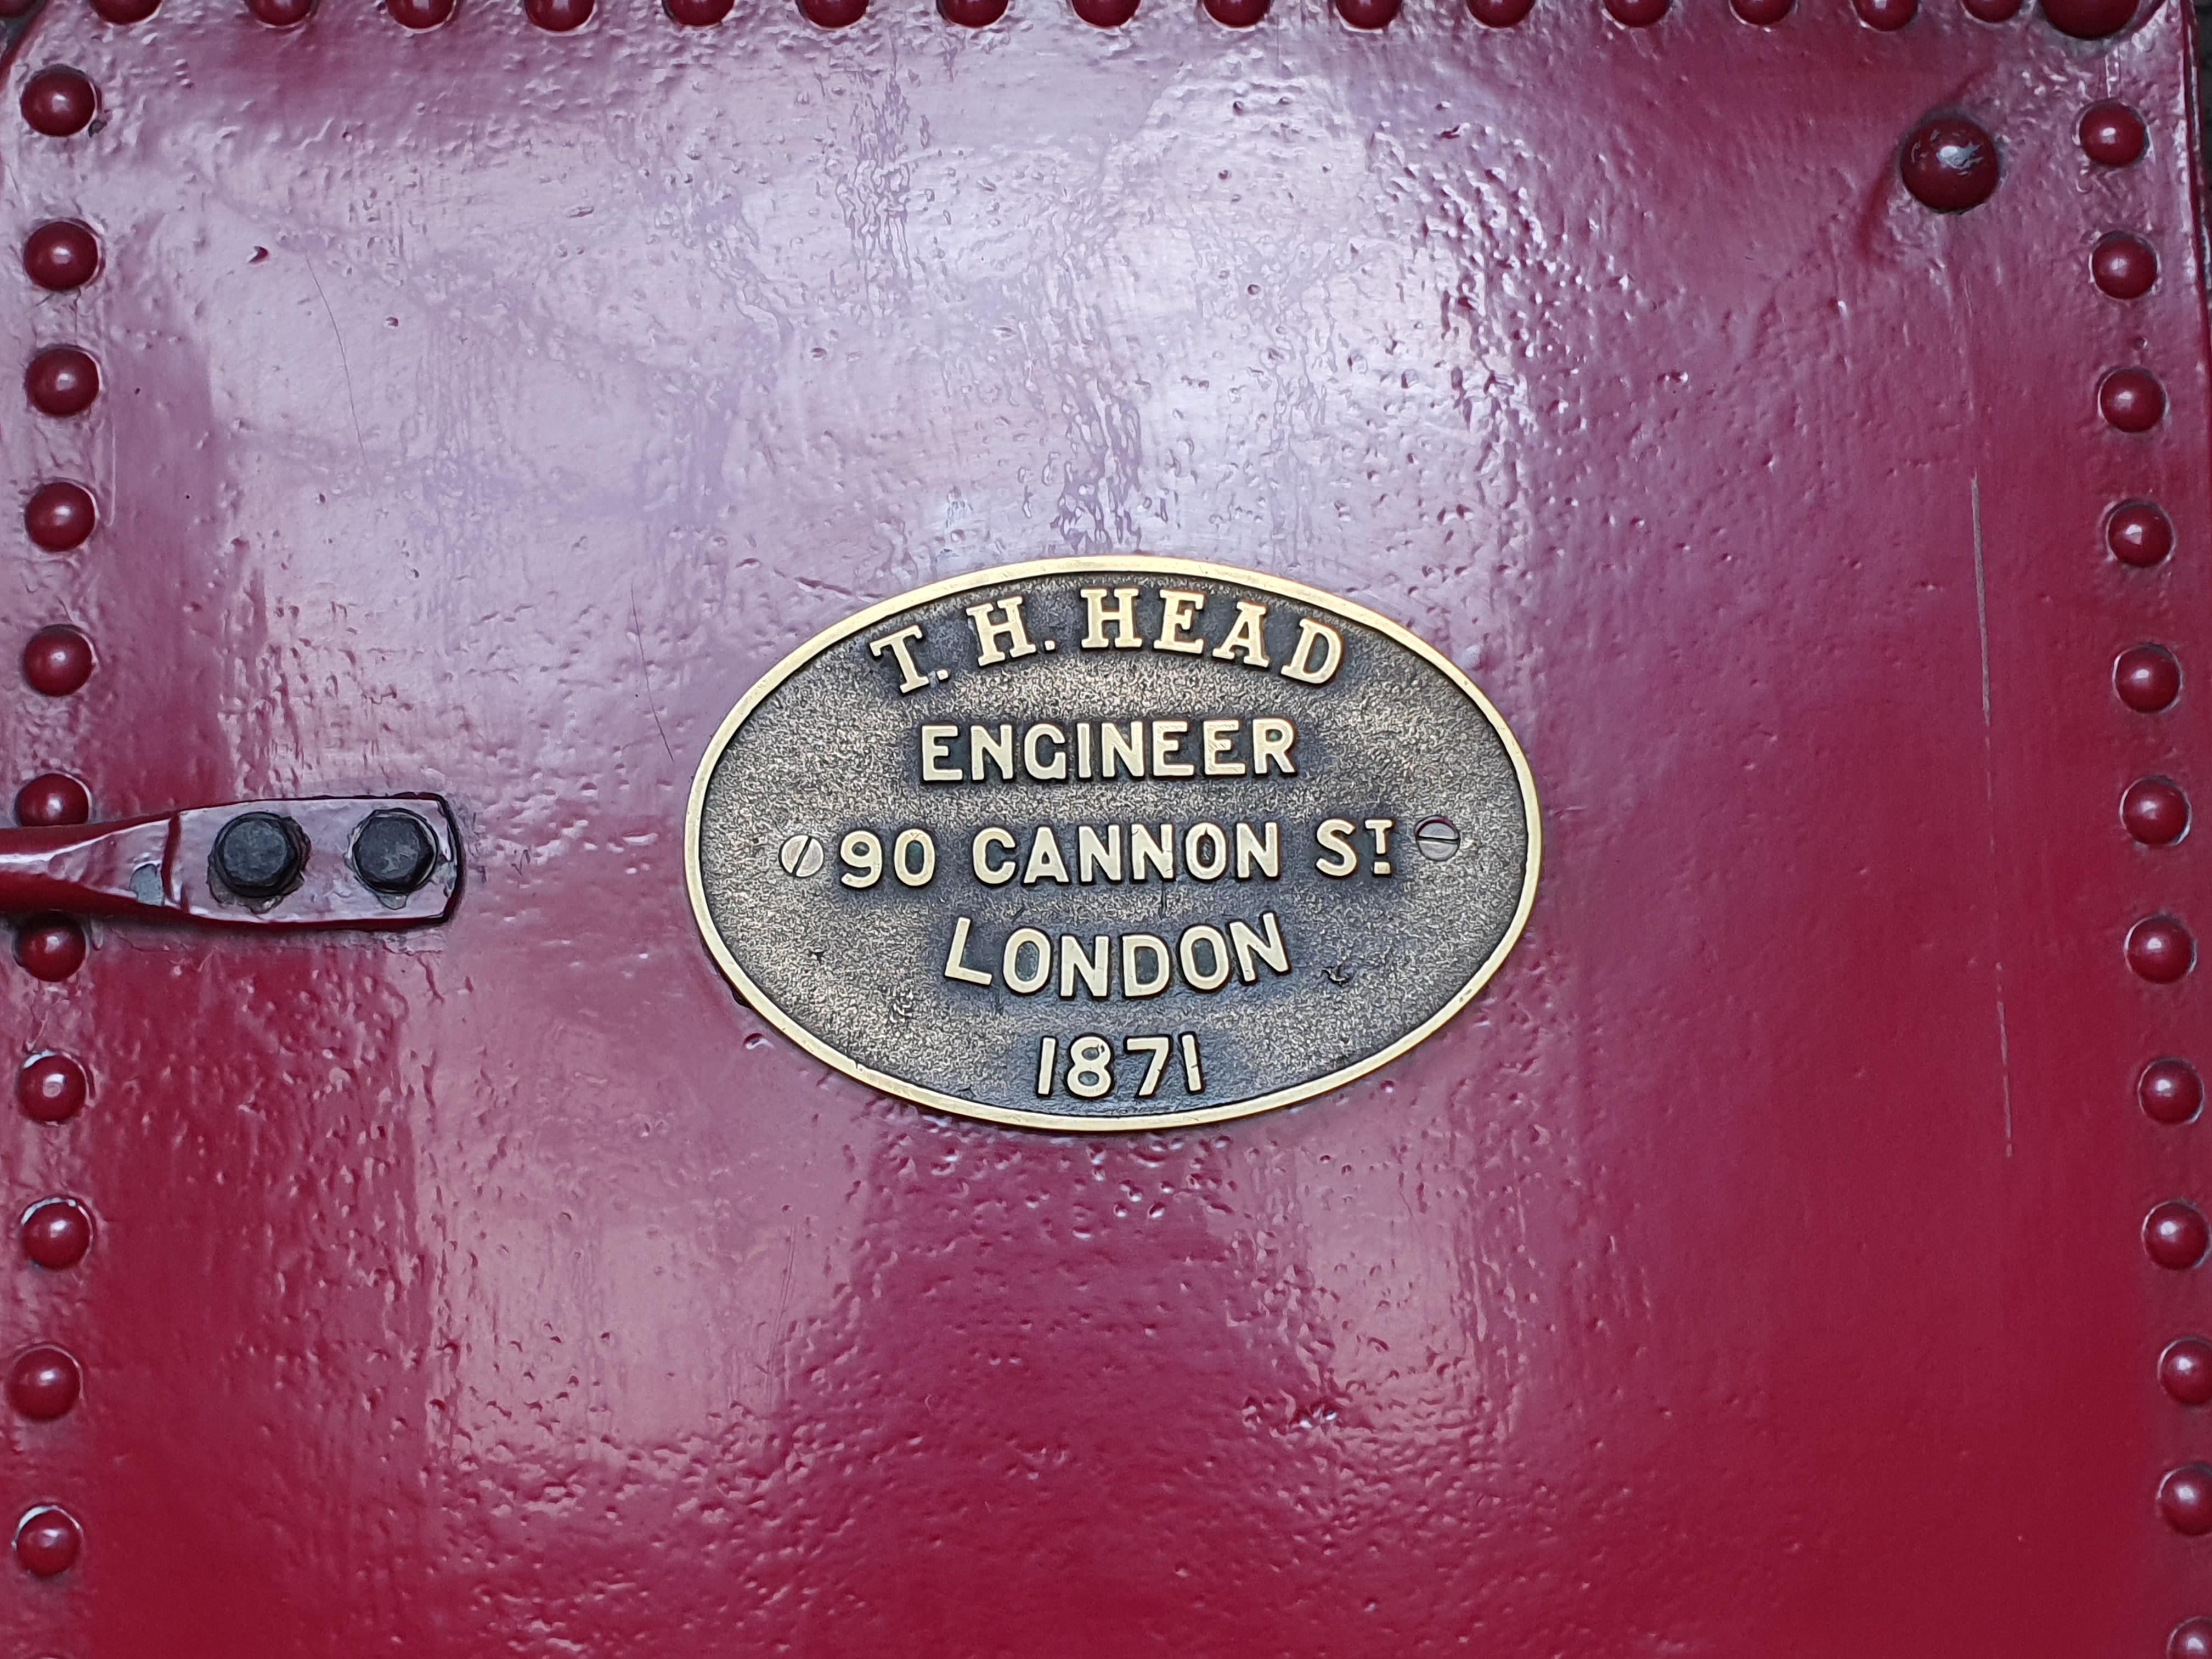 T. H. HEAD
ENGINEER
90 CANNON ST
LONDON
1871